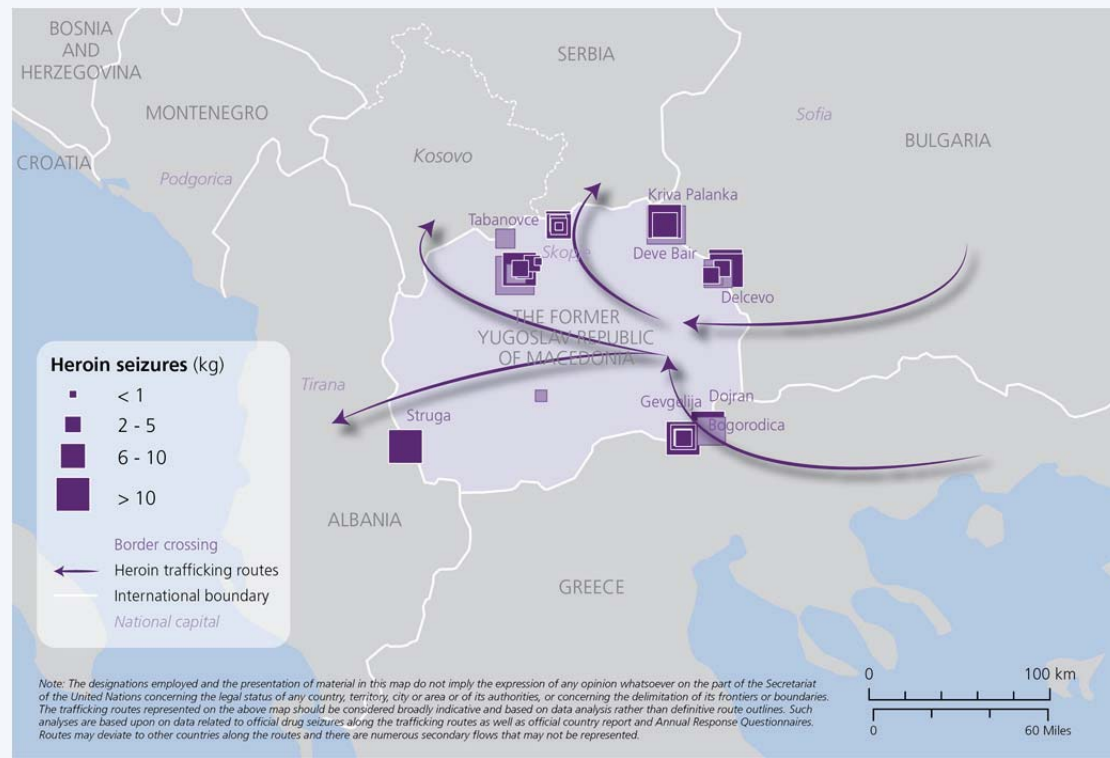 BOSNIA
AND
HERZEGOVINA
SERBIA
MONTENEGRO
Sofia
BULGARIA
CROATIA
Kosovo
Podgorica
Kriva Palanka
Tabanovce
Skopje
Deve Bair
Delcevo
THE FORMER
YUGOSLAV REPUBLIC
OF MACEDONIA
Heroin seizures (kg)
< 1
2 - 5
6 - 10
> 10
Border crossing
Heroin trafficking routes
International boundary
National capital
Tirana
Struga
Gevgelija
Dojran
Bogorodica
ALBANIA
GREECE
Note: The designations employed and the presentation of material in this map do not imply the expression of any opinion whatsoever on the part of the Secretariat
of the United Nations concerning the legal status of any country, territory, city or area or of its authorities, or concerning the delimitation of its frontiers or boundaries.
The trafficking routes represented on the above map should be considered broadly indicative and based on data analysis rather than definitive route outlines. Such
analyses are based upon on data related to official drug seizures along the trafficking routes as well as official country report and Annual Response Questionnaires.
Routes may deviate to other countries along the routes and there are numerous secondary flows that may not be represented.
0 100 km
0 60 Miles